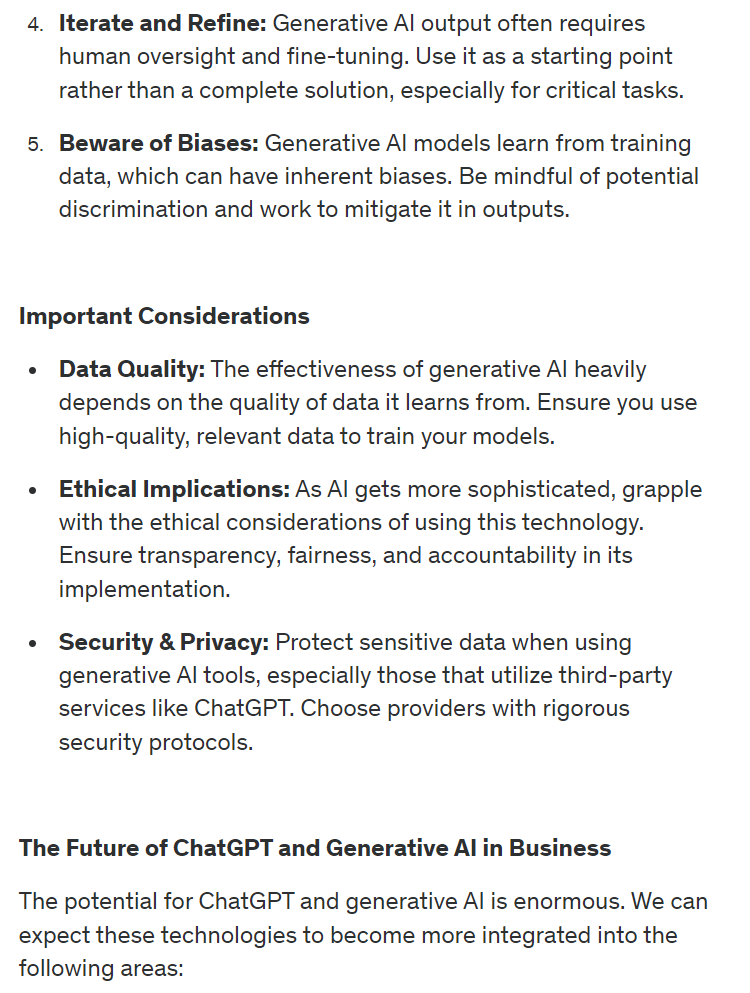 4. Iterate and Refine: Generative AI output often requires
human oversight and fine-tuning. Use it as a starting point
rather than a complete solution, especially for critical tasks.
5. Beware of Biases: Generative AI models learn from training
data, which can have inherent biases. Be mindful of potential
discrimination and work to mitigate it in outputs.
Important Considerations
• Data Quality: The effectiveness of generative AI heavily
depends on the quality of data it learns from. Ensure you use
high-quality, relevant data to train your models.
• Ethical Implications: As AI gets more sophisticated, grapple
with the ethical considerations of using this technology.
Ensure transparency, fairness, and accountability in its
implementation.
• Security & Privacy: Protect sensitive data when using
generative AI tools, especially those that utilize third-party
services like ChatGPT. Choose providers with rigorous
security protocols.
The Future of ChatGPT and Generative AI in Business
The potential for ChatGPT and generative AI is enormous. We can
expect these technologies to become more integrated into the
following areas: